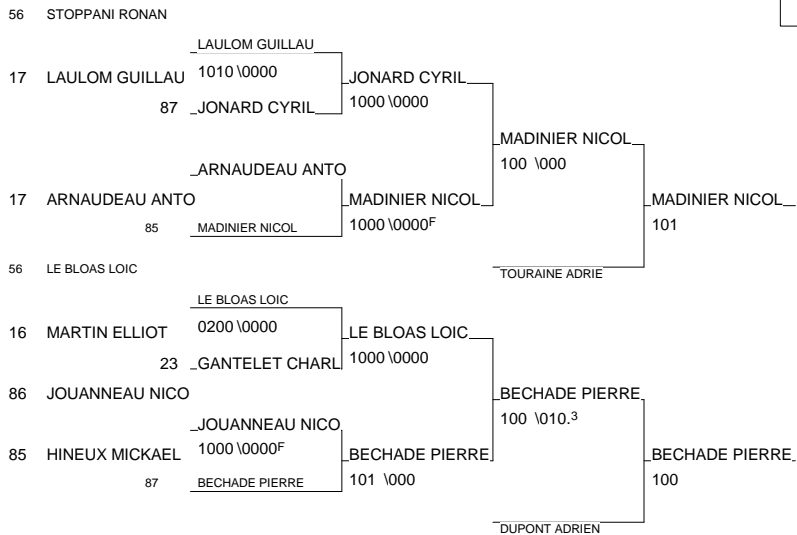 56 STOPPANI RONAN
LAULOM GUILLAU
17 LAULOM GUILLAU 1010 \0000 JONARD CYRIL
87 JONARD CYRIL 1000 \0000
MADINIER NICOL
100 \000
ARNAUDEAU ANTO
17 ARNAUDEAU ANTO MADINIER NICOL MADINIER NICOL
85 MADINIER NICOL 1000 \0000F 101
56 LE BLOAS LOIC
TOURAINE ADRIE
LE BLOAS LOIC
16 MARTIN ELLIOT 0200 \0000 LE BLOAS LOIC
23 GANTELET CHARL 1000 \0000
86 JOUANNEAU NICO BECHADE PIERRE
100 \010.3
JOUANNEAU NICO
85 HINEUX MICKAEL 1000 \0000F BECHADE PIERRE BECHADE PIERRE
87 BECHADE PIERRE 101 \000 100
DUPONT ADRIEN